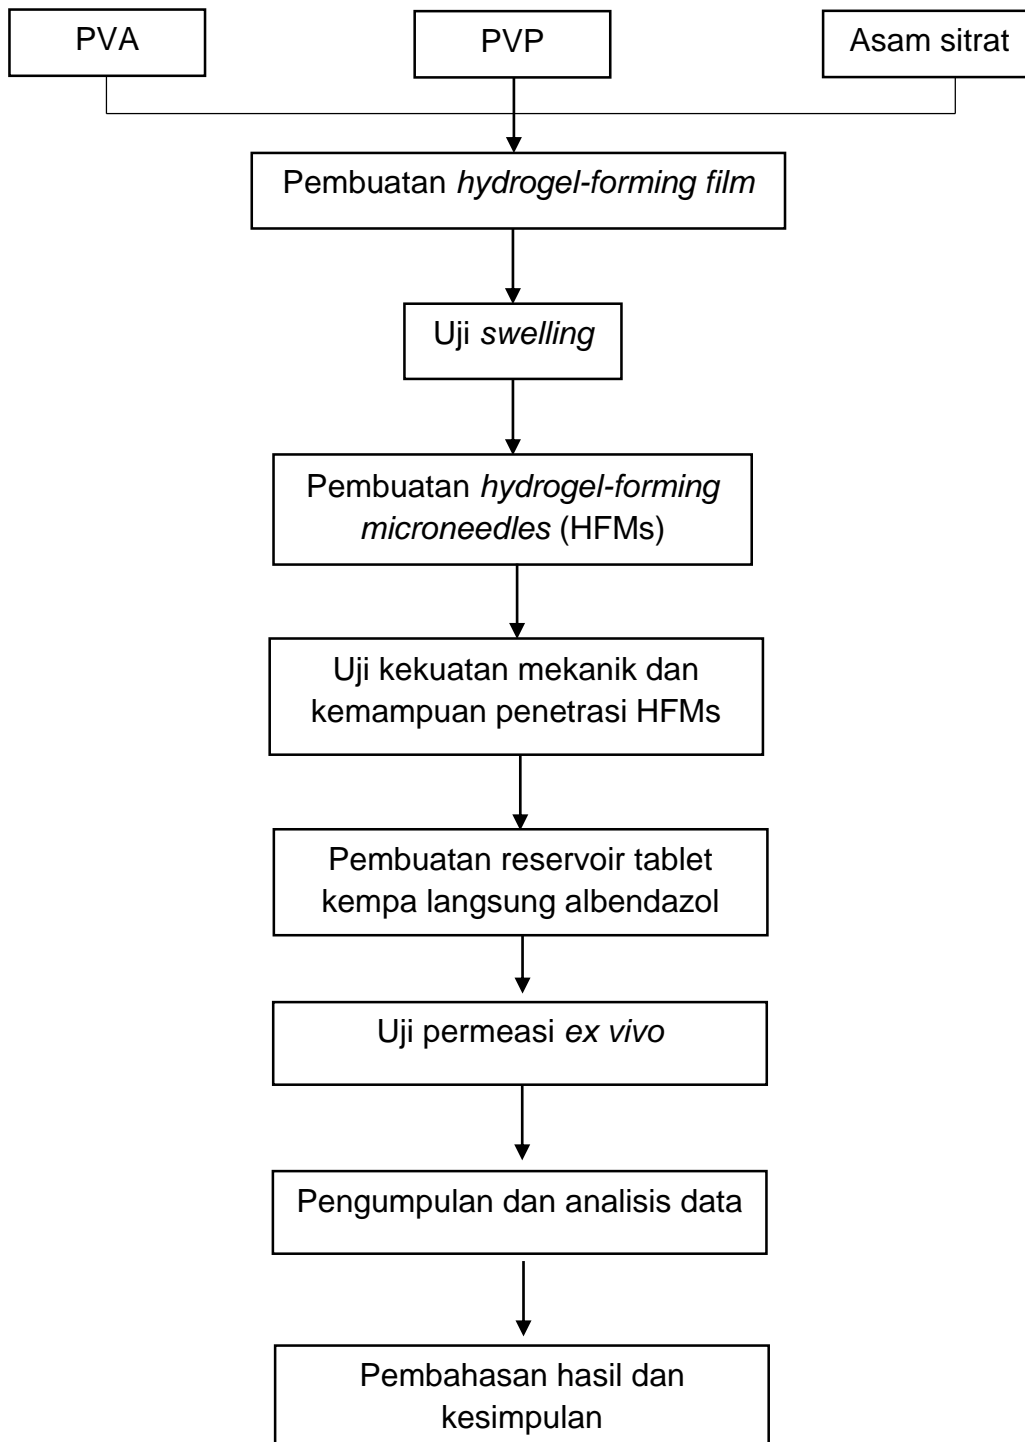 PVA
PVP
Asam sitrat
Pembuatan hydrogel-forming film
Uji swelling
Pembuatan hydrogel-forming
microneedles (HFMs)
Uji kekuatan mekanik dan
kemampuan penetrasi HFMs
Pembuatan reservoir tablet
kempa langsung albendazol
Uji permeasi ex vivo
Pengumpulan dan analisis data
Pembahasan hasil dan
kesimpulan